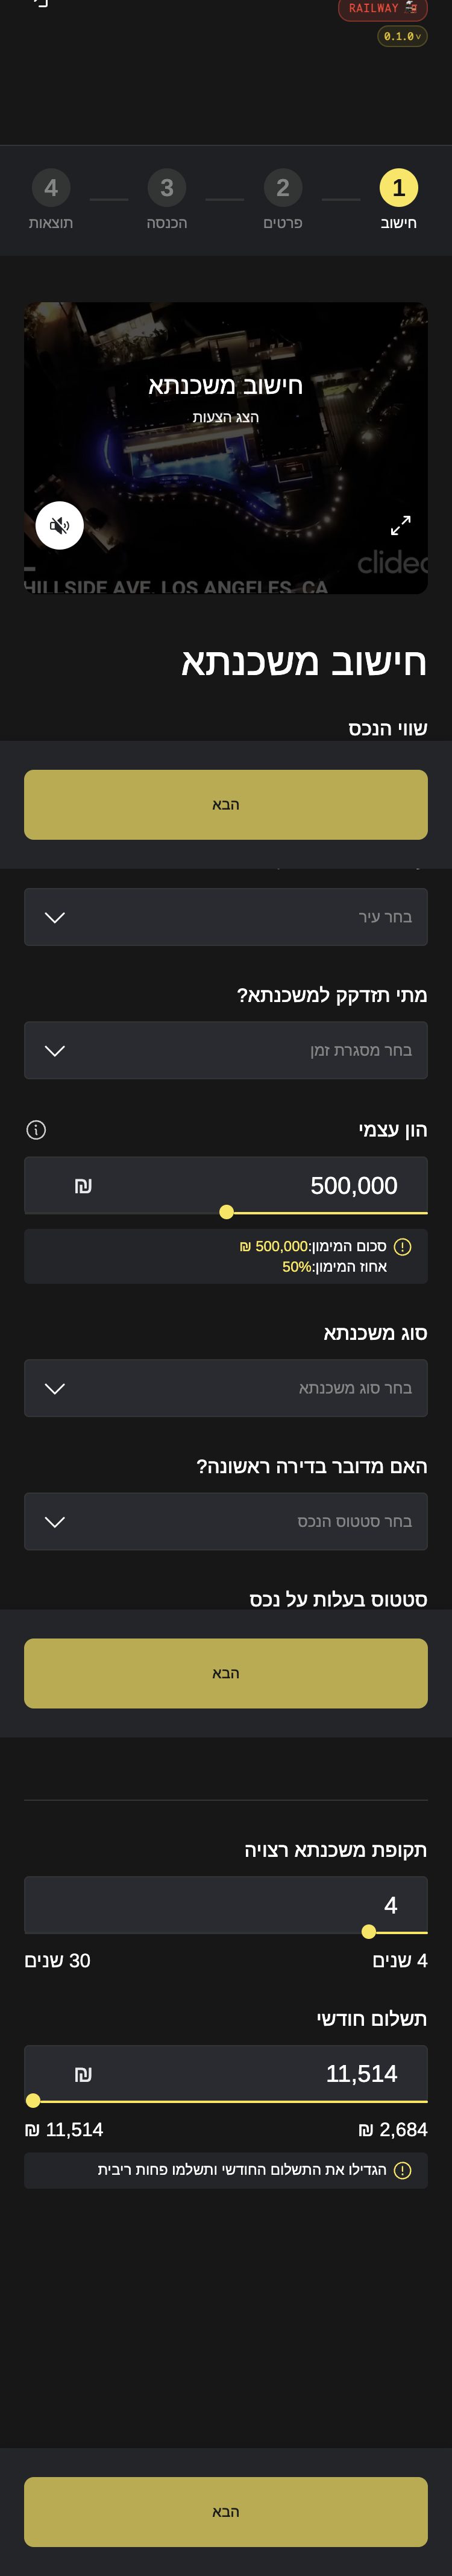 RAILWAY
0.1.0v
1
2
3
4
חישוב
פרטים
הכנסה
תוצאות
חישוב משכנתא
הצג הצעות
clidec
HILLSIDE AVE, LOS ANGELES, CA
חישוב משכנתא
שווי הנכס
הבא
בחר עיר
מתי תזדקק למשכנתא?
בחר מסגרת זמן
הון עצמי
500,000 ₪
סכום המימון:500,000 ₪
אחוז המימון:50%
סוג משכנתא
בחר סוג משכנתא
האם מדובר בדירה ראשונה?
בחר סטטוס הנכס
סטטוס בעלות על נכס
הבא
תקופת משכנתא רצויה
4
4 שנים
30 שנים
תשלום חודשי
11,514 ₪
2,684 ₪
11,514 ₪
הגדילו את התשלום החודשי ותשלמו פחות ריבית
הבא